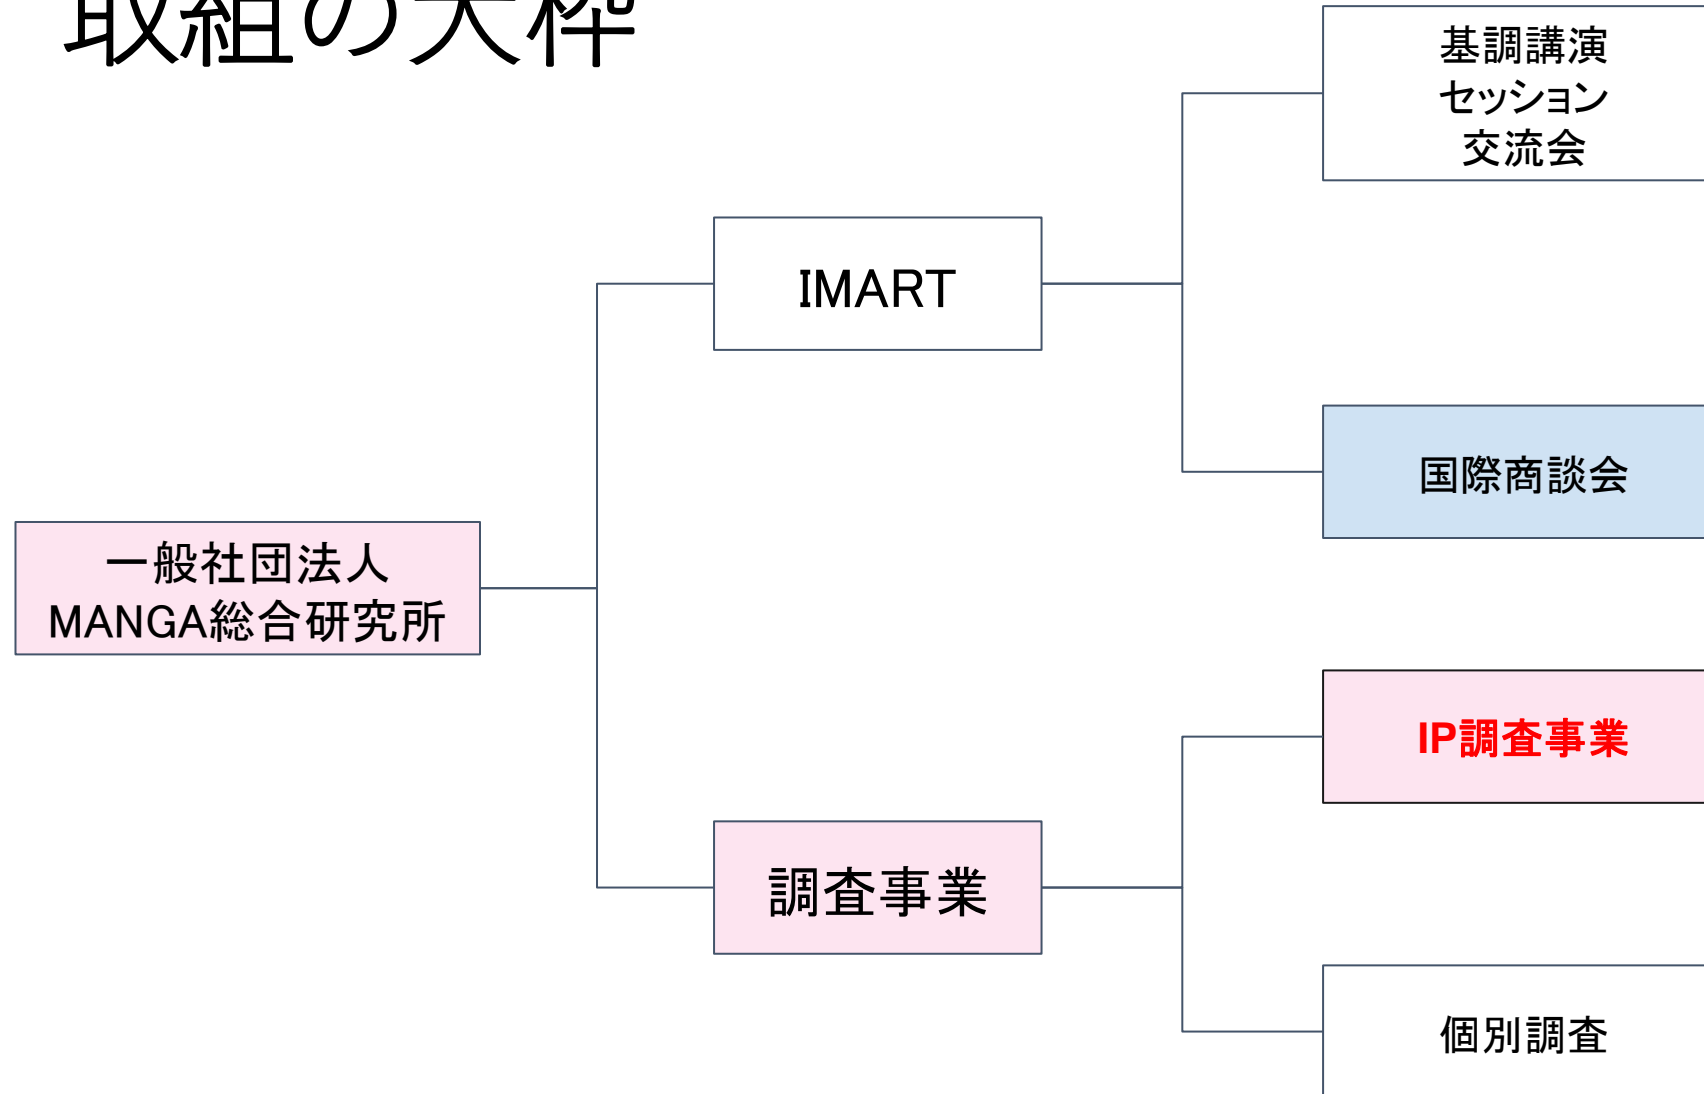 取組の大枠
基調講演
セッション
交流会
IMART
国際商談会
一般社団法人
MANGA総合研究所
IP調査事業
調査事業
個別調査